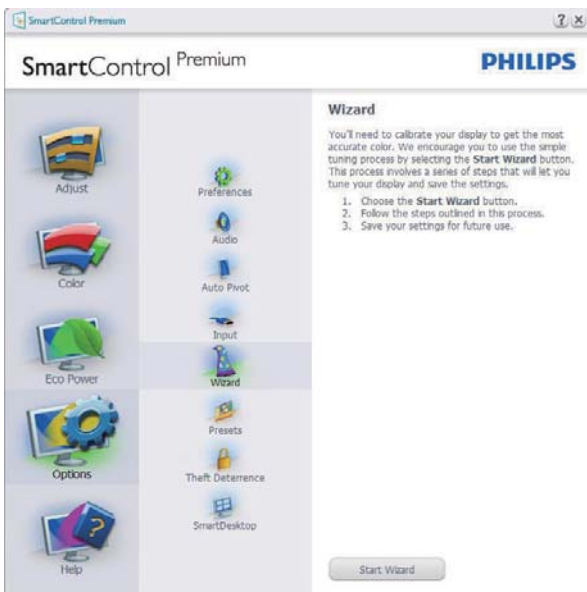 SmartControl Premium
? X
SmartControl Premium
PHILIPS
Adjust
Color
Eco Power
Options
Help
Preferences
Audio
Auto Pivot
Input
Wizard
Presets
Theft Deterrence
SmartDesktop
Wizard
You'll need to calibrate your display to get the most
accurate color. We encourage you to use the simple
tuning process by selecting the Start Wizard button.
This process involves a series of steps that will let you
tune your display and save the settings.
1. Choose the Start Wizard button.
2. Follow the steps outlined in this process.
3. Save your settings for future use.
Start Wizard